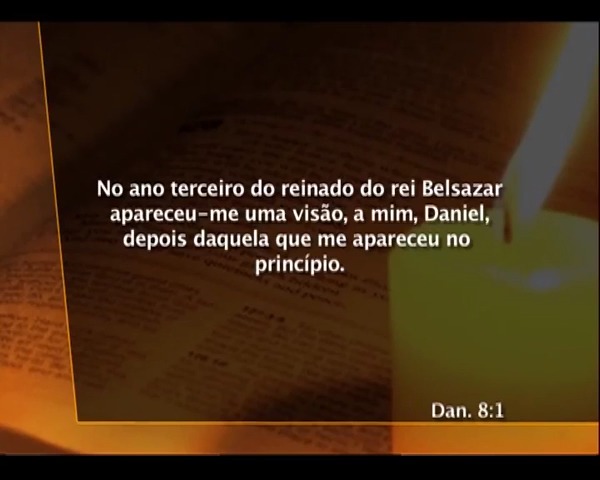 No ano terceiro do reinado do rei Belsazar
apareceu-me uma visão, a mim, Daniel,
depois daquela que me apareceu no
princípio.
Dan. 8:1